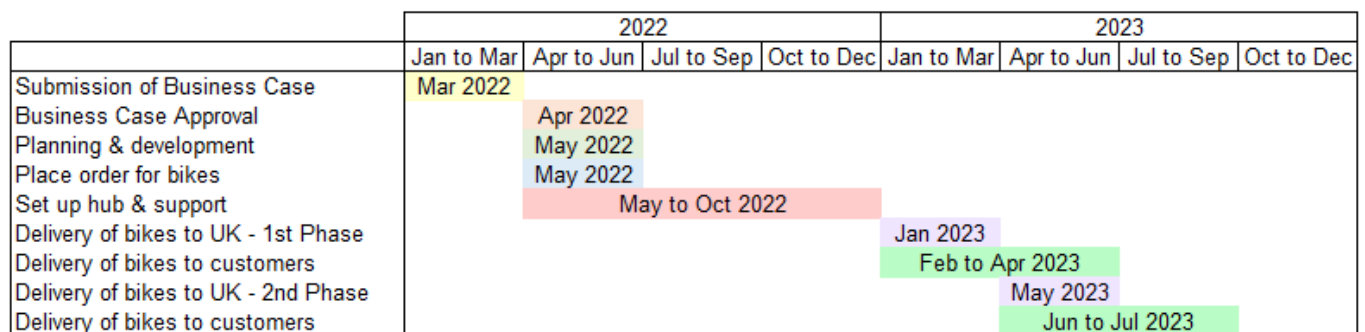 2022 2023
Jan to Mar Apr to Jun Jul to Sep Oct to Dec Jan to Mar Apr to Jun Jul to Sep Oct to Dec
Submission of Business Case Mar 2022
Business Case Approval Apr 2022
Planning & development May 2022
Place order for bikes May 2022
Set up hub & support May to Oct 2022
Delivery of bikes to UK - 1st Phase Jan 2023
Delivery of bikes to customers Feb to Apr 2023
Delivery of bikes to UK - 2nd Phase May 2023
Delivery of bikes to customers Jun to Jul 2023